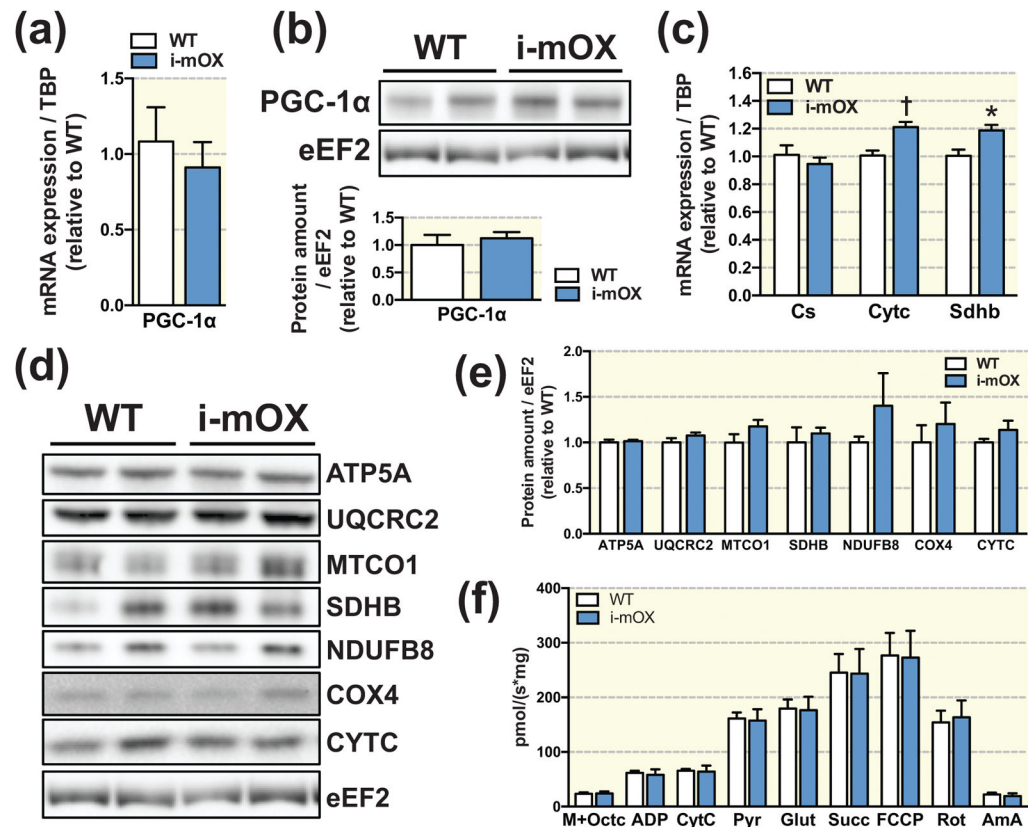 (a)
WT
i-mOX
mRNA expression / TBP
(relative to WT)
1.5
1.0
0.5
0.0
PGC-1α
(b)
WT
i-mOX
PGC-1α
eEF2
Protein amount
/ eEF2
(relative to WT)
1.5
1.0
0.5
0.0
PGC-1α
WT
i-mOX
(c)
mRNA expression / TBP
(relative to WT)
1.6
1.4
1.2
1.0
0.8
0.6
0.4
0.2
0.0
WT
i-mOX
†
*
Cs
Cytc
Sdhb
(d)
WT
i-mOX
ATP5A
UQCRC2
MTCO1
SDHB
NDUFB8
COX4
CYTC
eEF2
(e)
Protein amount / eEF2
(relative to WT)
2.0
1.5
1.0
0.5
0.0
WT
i-mOX
ATP5A
UQCRC2
MTCO1
SDHB
NDUFB8
COX4
CYTC
(f)
pmol/(s*mg)
400
300
200
100
0
WT
i-mOX
M+Octc
ADP
CytC
Pyr
Glut
Succ
FCCP
Rot
AmA